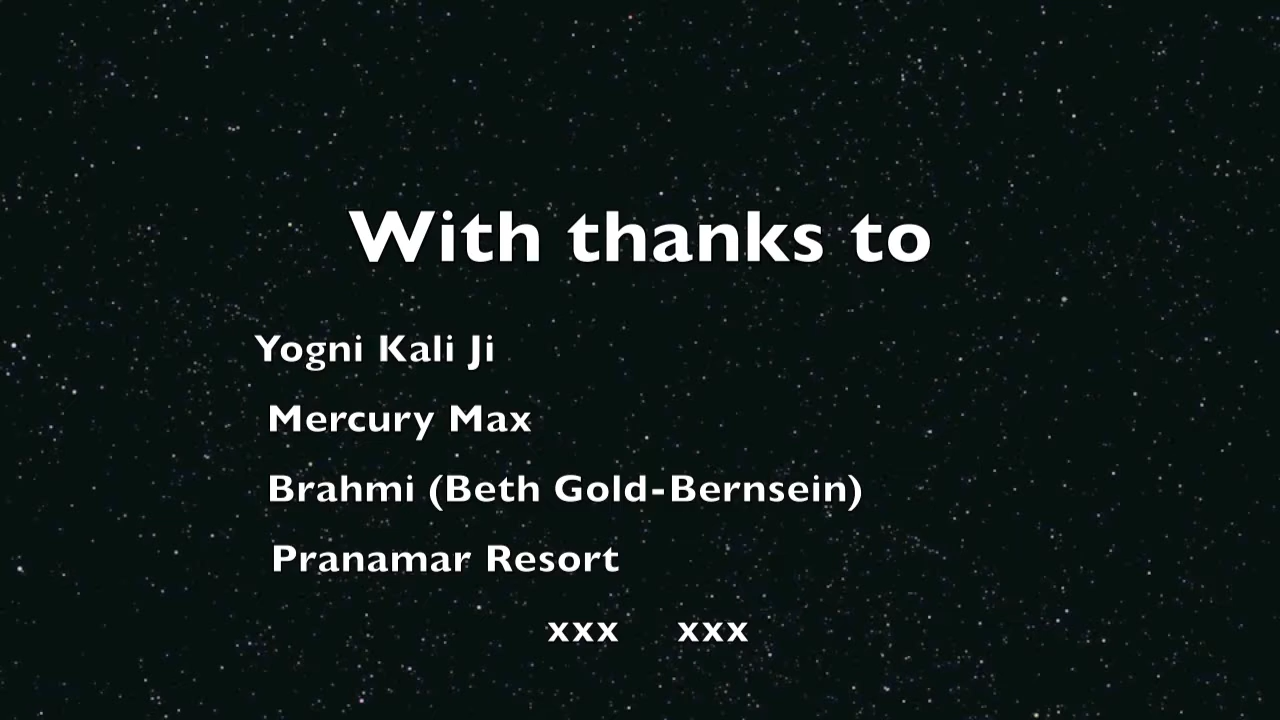 With thanks to
Yogni Kali Ji
Mercury Max
Brahmi (Beth Gold-Bernsein)
Pranamar Resort
xxx xxx